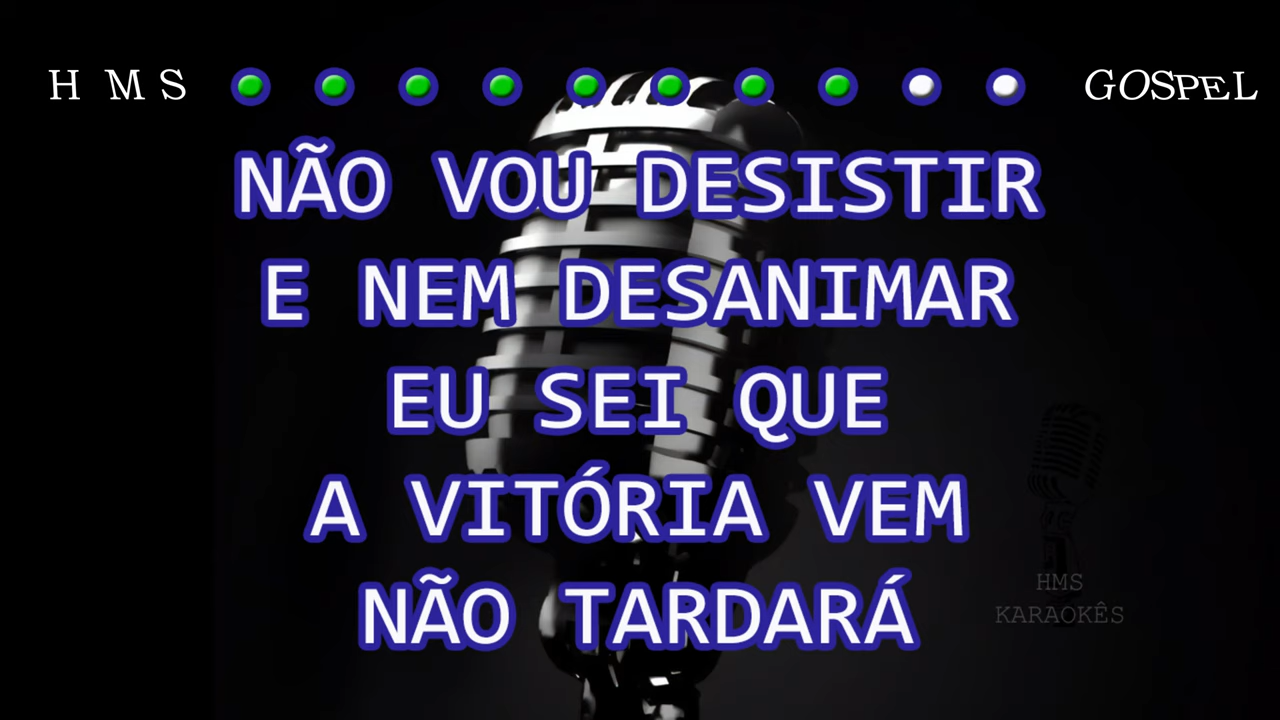 H M S GOSPEL
NÃO VOU DESISTIR
E NEM DESANIMAR
EU SEI QUE
A VITÓRIA VEM
NÃO TARDARÁ
HMS
KARAOKÊS